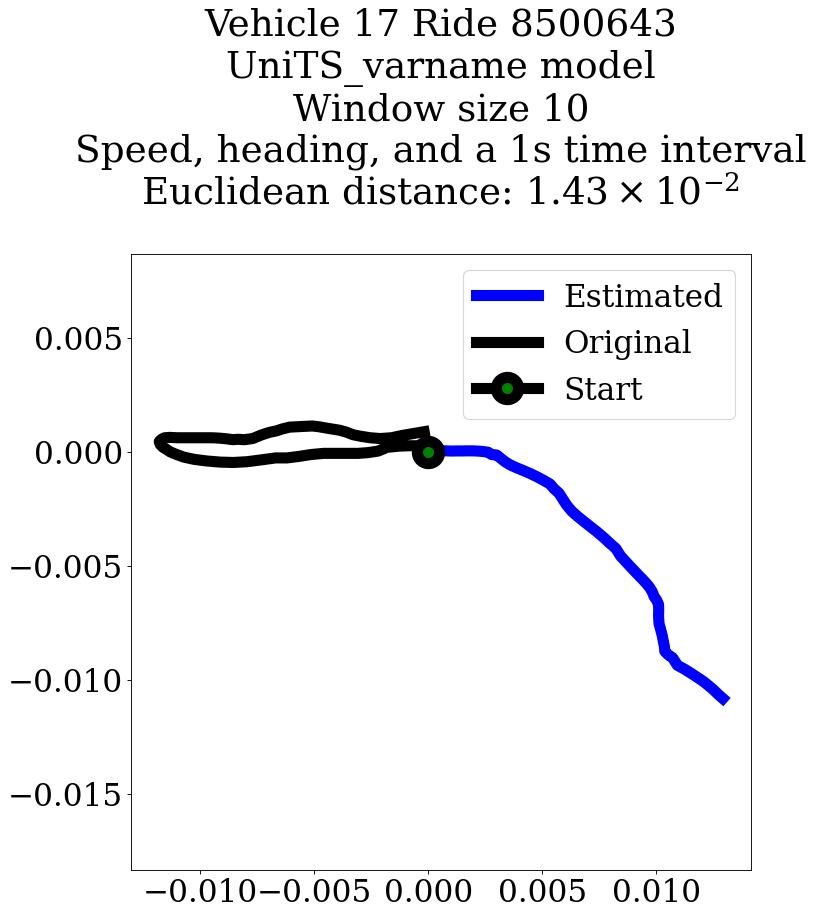 Vehicle 17 Ride 8500643
UniTS_varname model
Window size 10
Speed, heading, and a 1s time interval
Euclidean distance: 1.43 × 10⁻²
Estimated
Original
Start
0.005
0.000
−0.005
−0.010
−0.015
−0.010 −0.005 0.000 0.005 0.010